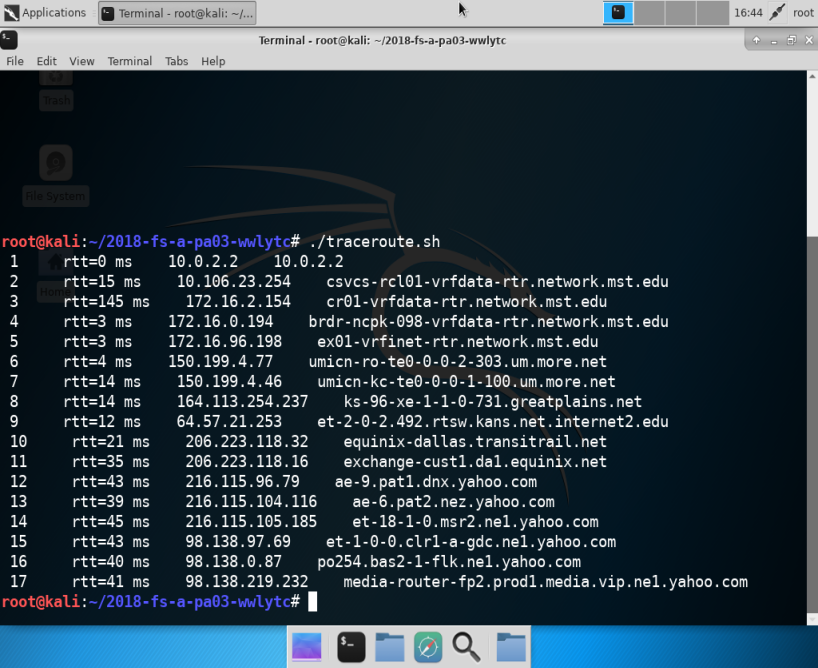 Applications Terminal - root@kali: ~/... 16:44 root
Terminal - root@kali: ~/2018-fs-a-pa03-wwlytc
File Edit View Terminal Tabs Help
Trash
File System
Home
root@kali:~/2018-fs-a-pa03-wwlytc# ./traceroute.sh
1 rtt=0 ms 10.0.2.2 10.0.2.2
2 rtt=15 ms 10.106.23.254 csvcs-rcl01-vrfdata-rtr.network.mst.edu
3 rtt=145 ms 172.16.2.154 cr01-vrfdata-rtr.network.mst.edu
4 rtt=3 ms 172.16.0.194 brdr-ncpk-098-vrfdata-rtr.network.mst.edu
5 rtt=3 ms 172.16.96.198 ex01-vrfinet-rtr.network.mst.edu
6 rtt=4 ms 150.199.4.77 umicn-ro-te0-0-0-2-303.um.more.net
7 rtt=14 ms 150.199.4.46 umicn-kc-te0-0-0-1-100.um.more.net
8 rtt=14 ms 164.113.254.237 ks-96-xe-1-1-0-731.greatplains.net
9 rtt=12 ms 64.57.21.253 et-2-0-2.492.rtsw.kans.net.internet2.edu
10 rtt=21 ms 206.223.118.32 equinix-dallas.transitrail.net
11 rtt=35 ms 206.223.118.16 exchange-cust1.da1.equinix.net
12 rtt=43 ms 216.115.96.79 ae-9.pat1.dnx.yahoo.com
13 rtt=39 ms 216.115.104.116 ae-6.pat2.nez.yahoo.com
14 rtt=45 ms 216.115.105.185 et-18-1-0.msr2.ne1.yahoo.com
15 rtt=43 ms 98.138.97.69 et-1-0-0.clr1-a-gdc.ne1.yahoo.com
16 rtt=40 ms 98.138.0.87 po254.bas2-1-flk.ne1.yahoo.com
17 rtt=41 ms 98.138.219.232 media-router-fp2.prod1.media.vip.ne1.yahoo.com
root@kali:~/2018-fs-a-pa03-wwlytc#